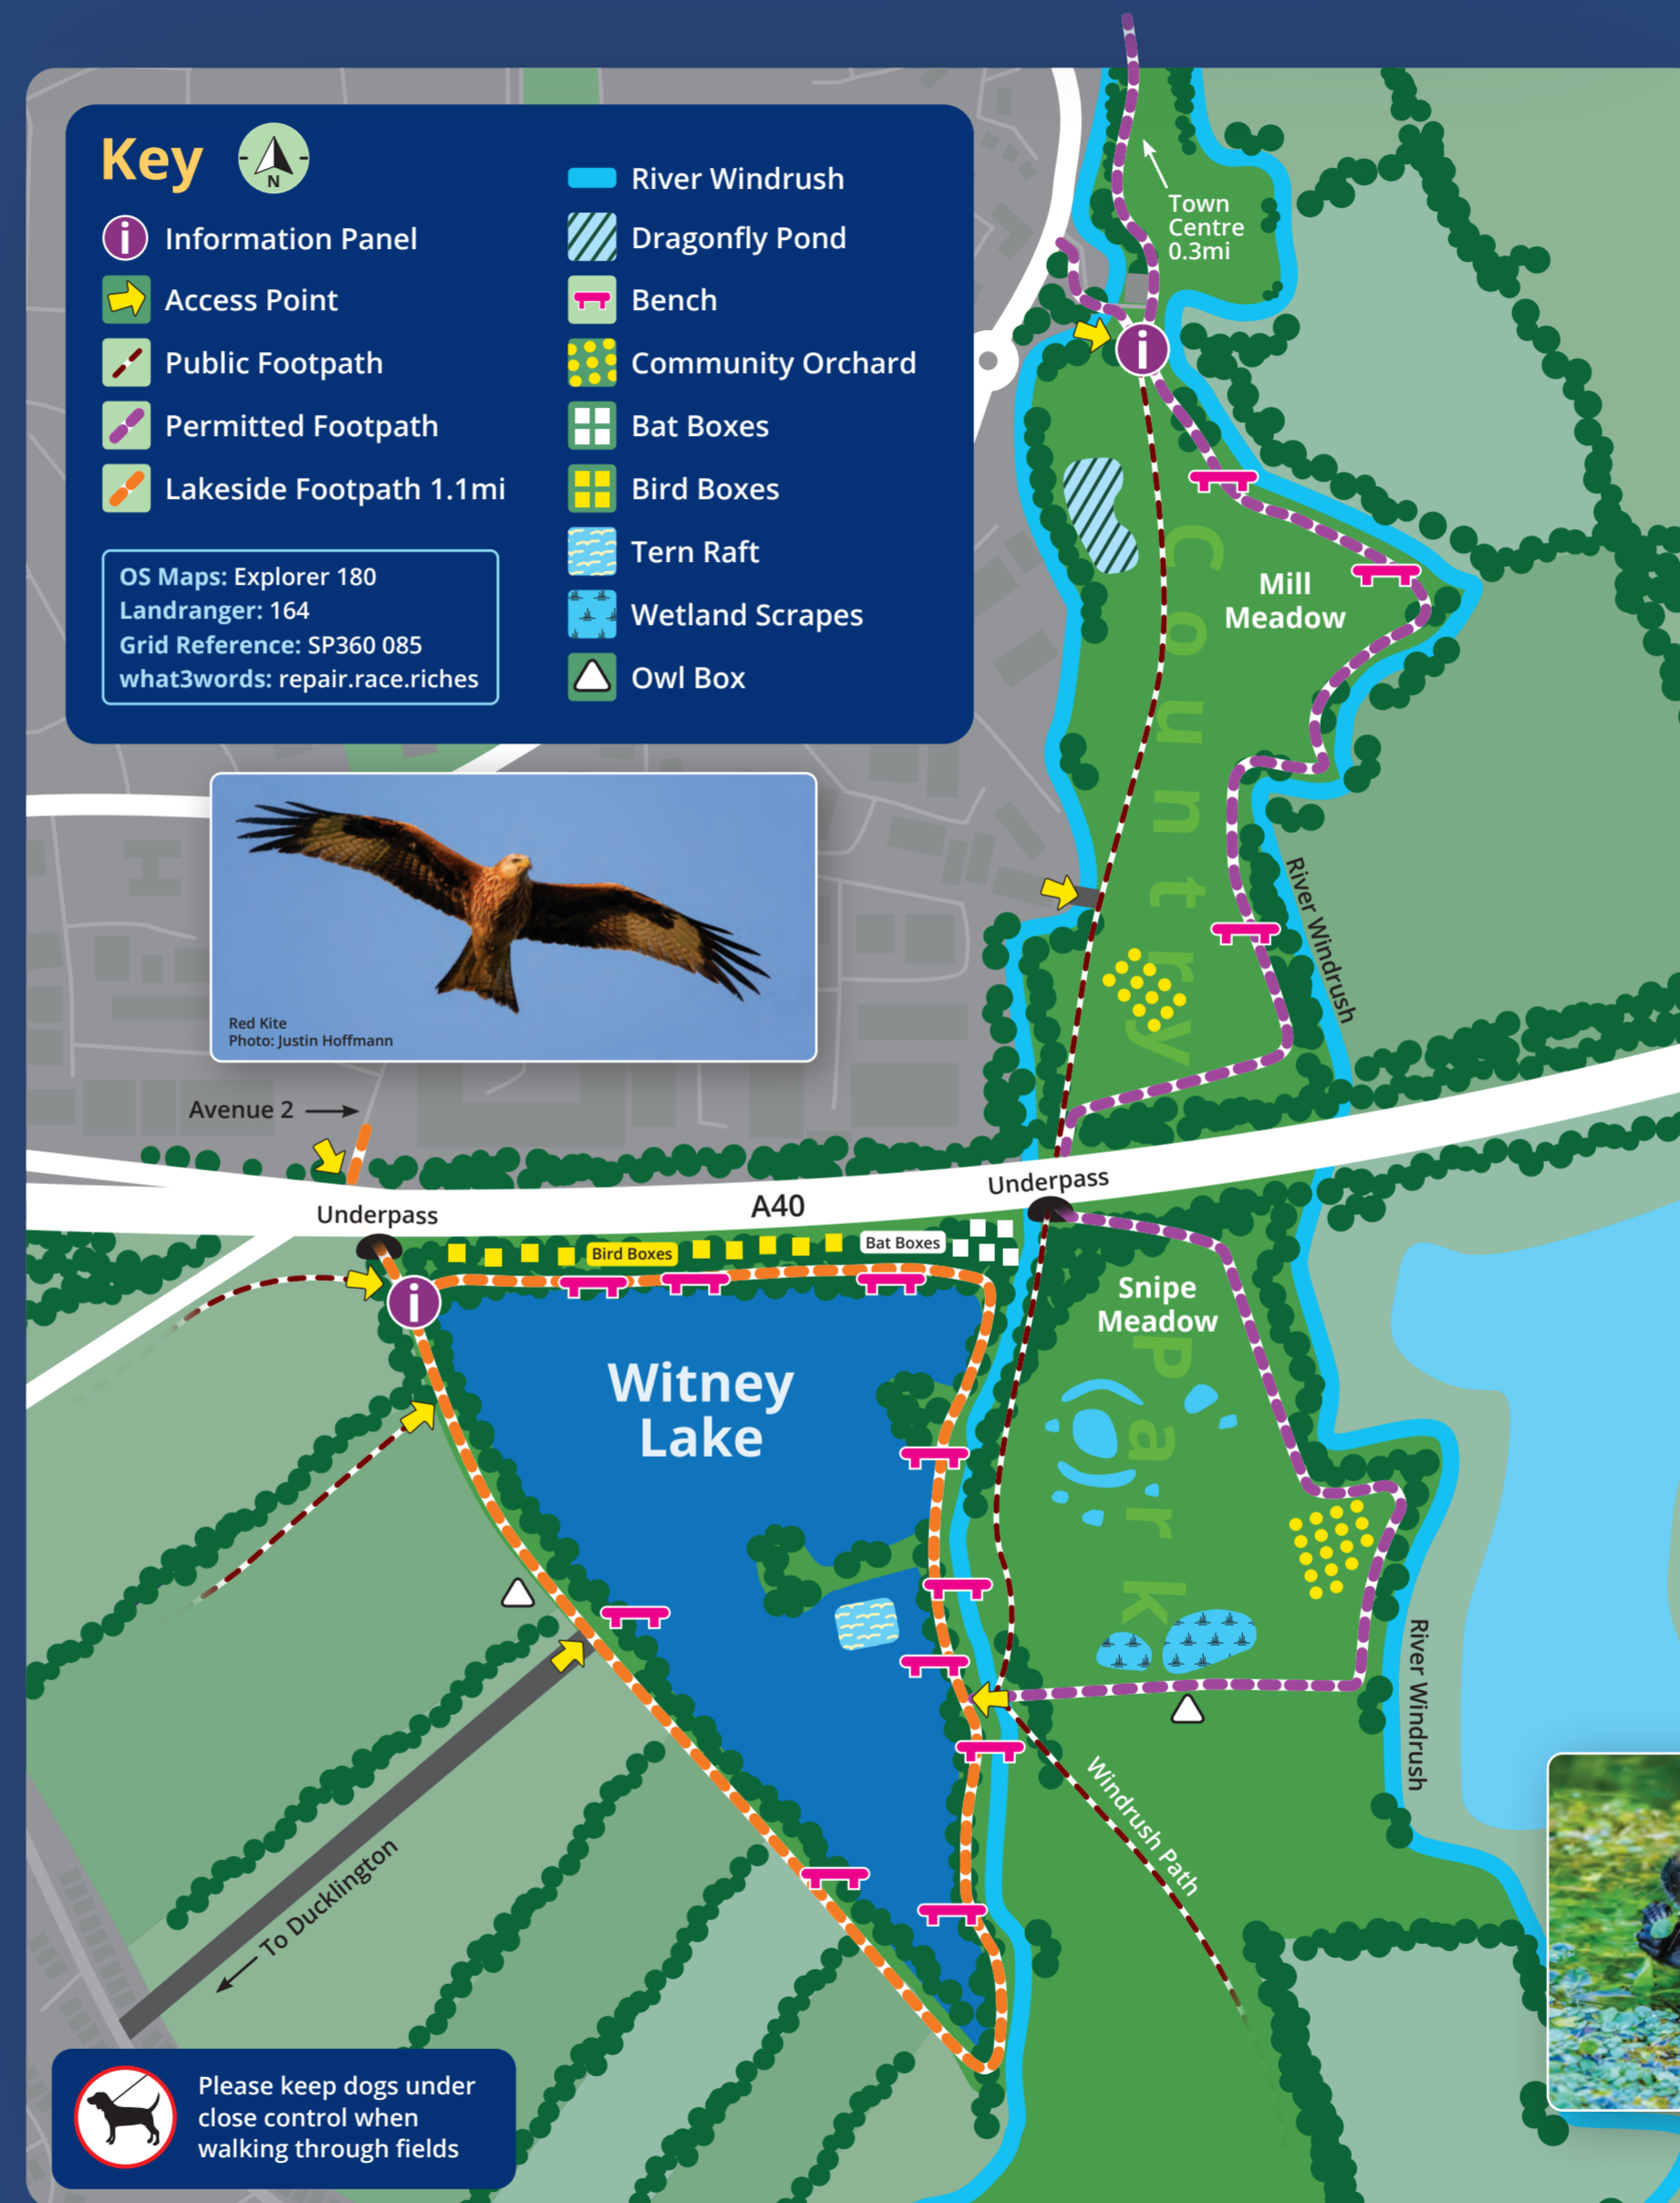 Key
N
Information Panel
Access Point
Public Footpath
Permitted Footpath
Lakeside Footpath 1.1mi
River Windrush
Dragonfly Pond
Bench
Community Orchard
Bat Boxes
Bird Boxes
Tern Raft
Wetland Scrapes
Owl Box
OS Maps: Explorer 180
Landranger: 164
Grid Reference: SP360 085
what3words: repair.race.riches
Town
Centre
0.3mi
i
Mill
Meadow
Country
River Windrush
Red Kite
Photo: Justin Hoffmann
Avenue 2
Underpass
A40
Underpass
Bird Boxes
Bat Boxes
i
Witney
Lake
Snipe
Meadow
Park
River Windrush
Windrush Path
To Ducklington
Please keep dogs under
close control when
walking through fields